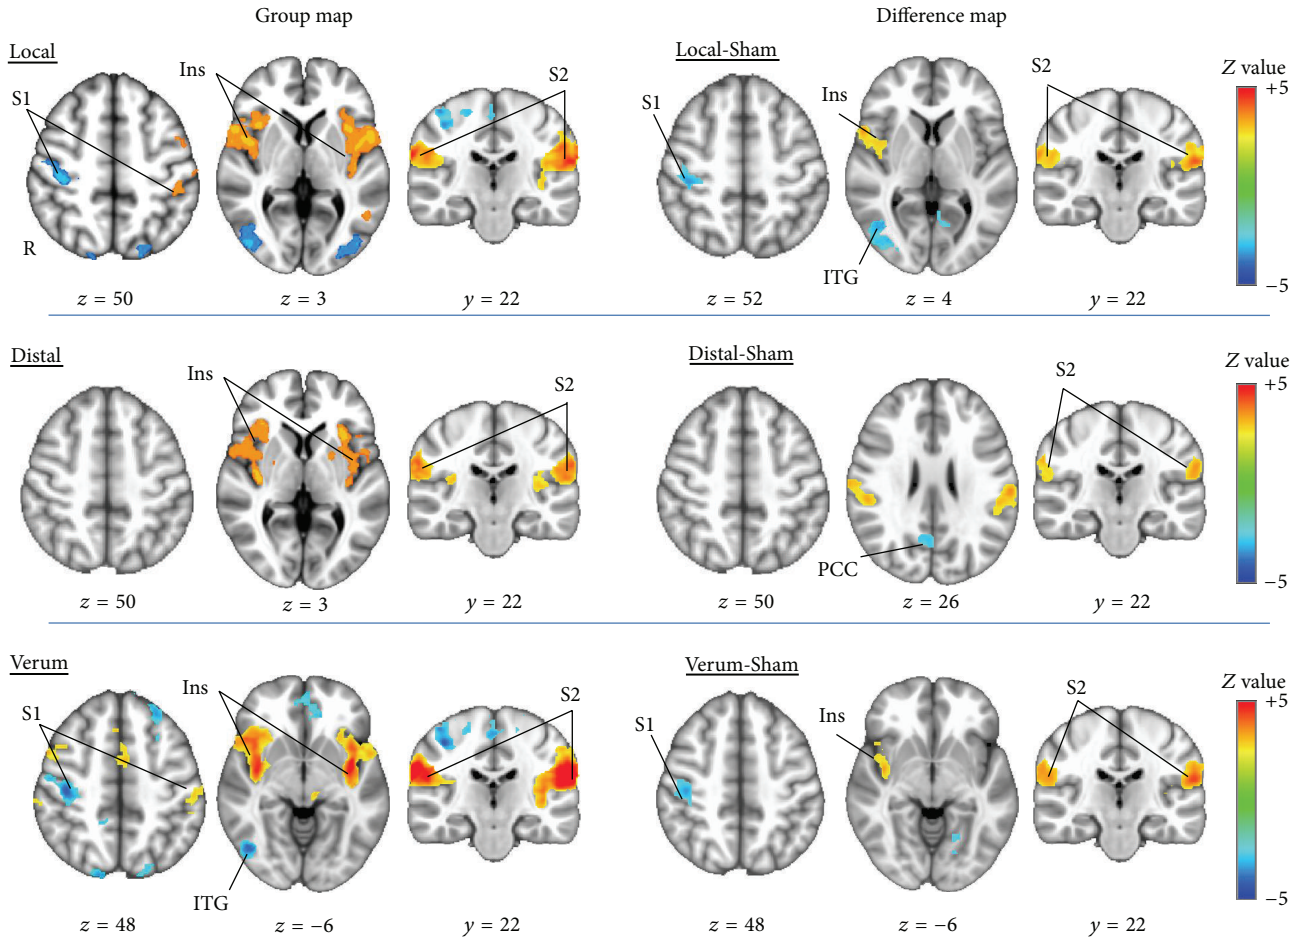 Group map
Difference map
Local
Local-Sham
Ins
S2
S2
Z value
S1
S1
Ins
+5
R
ITG
−5
z = 50
z = 3
y = 22
z = 52
z = 4
y = 22
Distal
Distal-Sham
Ins
S2
S2
Z value
+5
PCC
−5
z = 50
z = 3
y = 22
z = 50
z = 26
y = 22
Verum
Verum-Sham
Ins
S2
S2
Z value
S1
S1
Ins
+5
ITG
−5
z = 48
z = −6
y = 22
z = 48
z = −6
y = 22